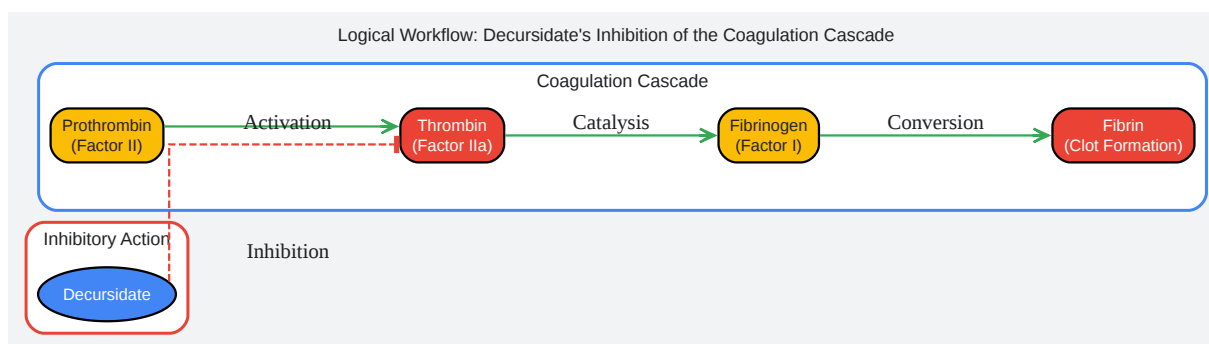 Logical Workflow: Decursidate's Inhibition of the Coagulation Cascade
Coagulation Cascade
Prothrombin
(Factor II)
Activation
Thrombin
(Factor IIa)
Catalysis
Fibrinogen
(Factor I)
Conversion
Fibrin
(Clot Formation)
Inhibitory Action
Inhibition
Decursidate